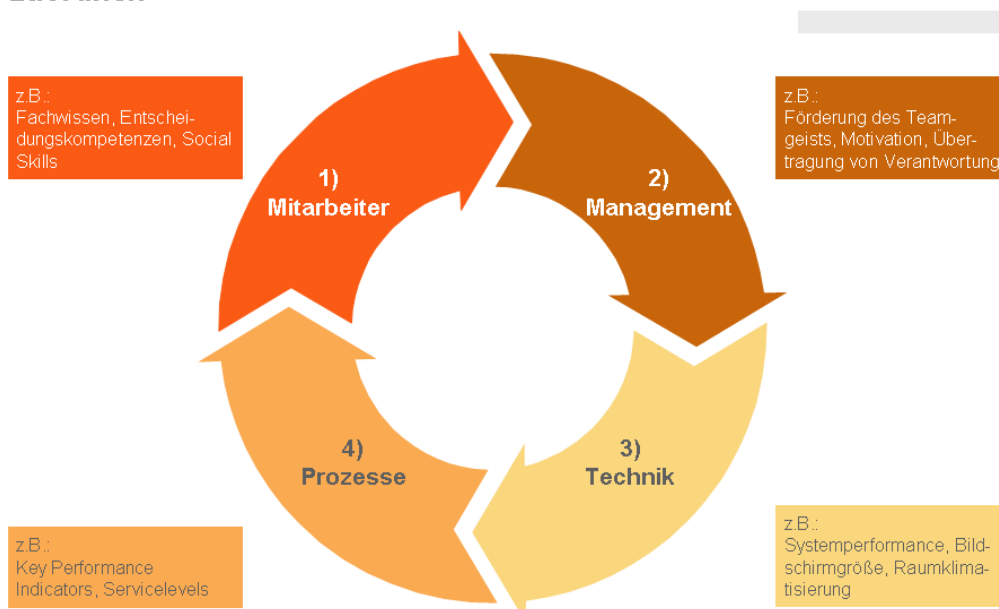 z.B.:
Fachwissen, Entschei-
dungskompetenzen, Social
Skills
z.B.:
Förderung des Team-
geists, Motivation, Über-
tragung von Verantwortung
1)
Mitarbeiter
2)
Management
4)
Prozesse
3)
Technik
z.B.:
Key Performance
Indicators, Servicelevels
z.B.:
Systemperformance, Bild-
schirmgröße, Raumklima-
tisierung